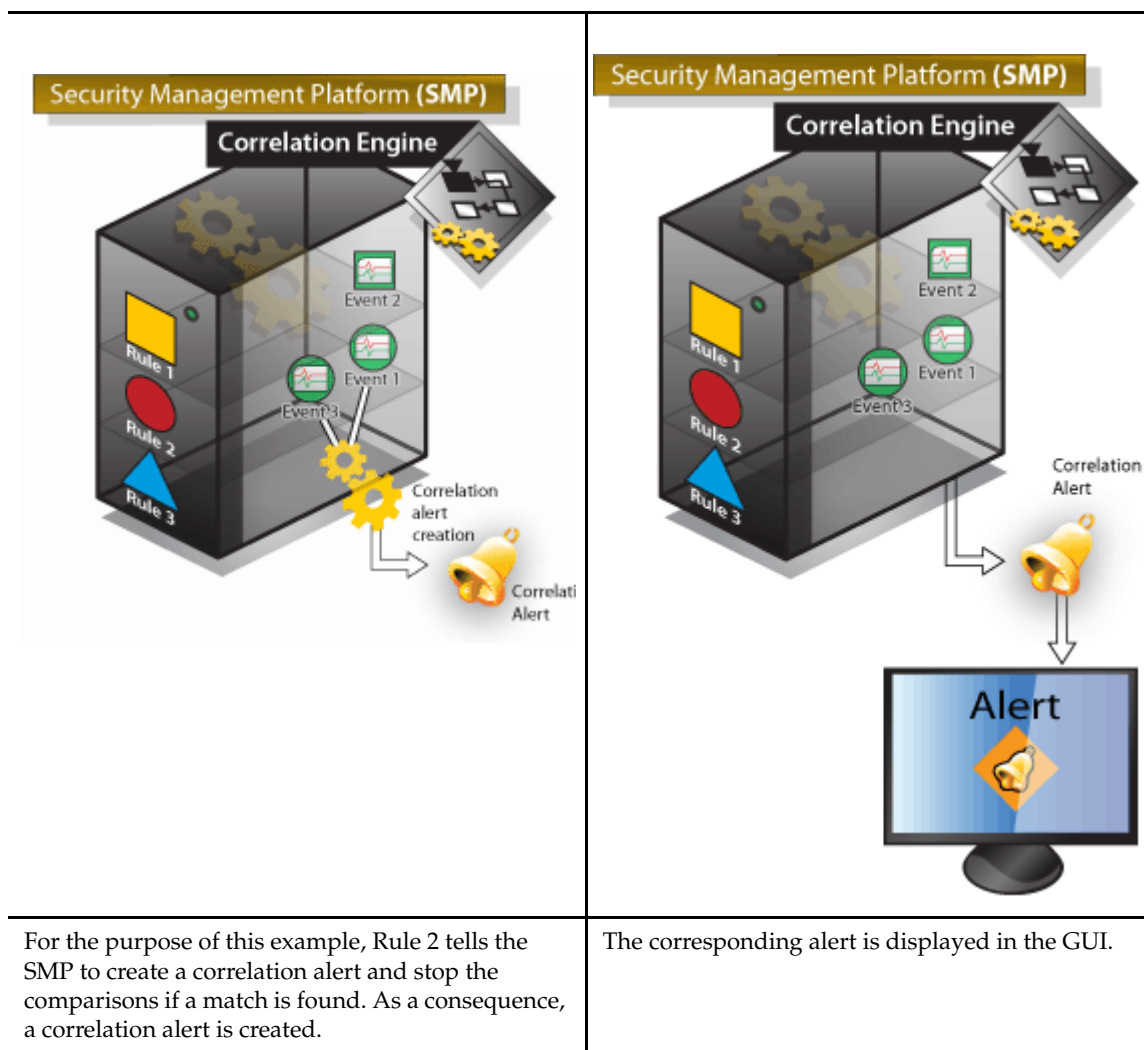 Security Management Platform (SMP)
Correlation Engine
Event 2
Event 1
Event 3
Rule 1
Rule 2
Rule 3
Correlation
alert
creation
Correlati
Alert
Security Management Platform (SMP)
Correlation Engine
Event 2
Event 1
Event 3
Rule 1
Rule 2
Rule 3
Correlation
Alert
Alert
For the purpose of this example, Rule 2 tells the
SMP to create a correlation alert and stop the
comparisons if a match is found. As a consequence,
a correlation alert is created.
The corresponding alert is displayed in the GUI.